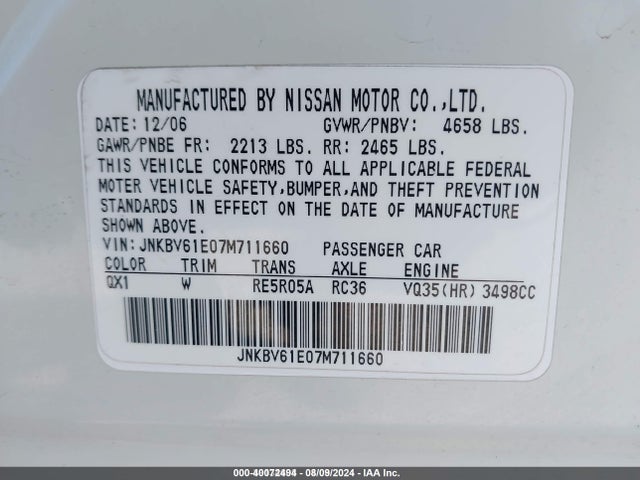 MANUFACTURED BY NISSAN MOTOR CO.,LTD.
DATE: 12/06 GVWR/PNBV: 4658 LBS.
GAWR/PNBE FR: 2213 LBS. RR: 2465 LBS.
THIS VEHICLE CONFORMS TO ALL APPLICABLE FEDERAL
MOTER VEHICLE SAFETY,BUMPER,AND THEFT PREVENTION
STANDARDS IN EFFECT ON THE DATE OF MANUFACTURE
SHOWN ABOVE.
VIN: JNKBV61E07M711660 PASSENGER CAR
COLOR TRIM TRANS AXLE ENGINE
QX1 W RE5R05A RC36 VQ35(HR) 3498CC
JNKBV61E07M711660
000-40072494 - 08/09/2024 - IAA Inc.